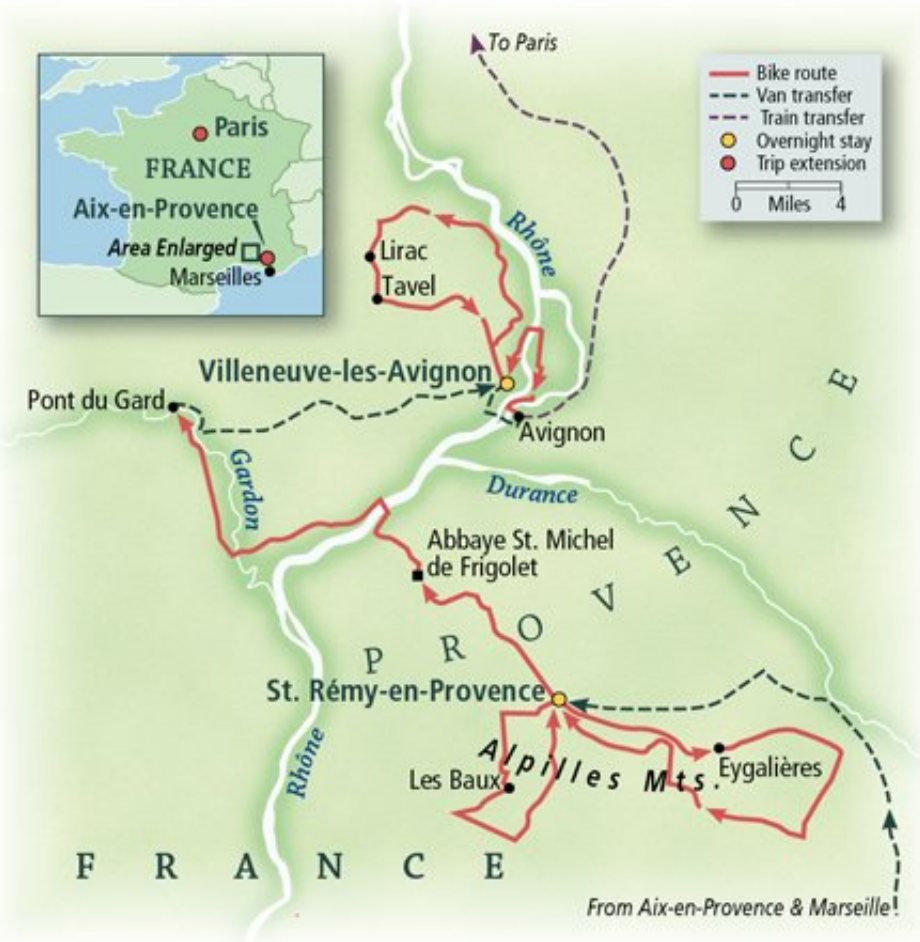 To Paris
Paris
FRANCE
Aix-en-Provence
Area Enlarged
Marseilles
Bike route
Van transfer
Train transfer
Overnight stay
Trip extension
0 Miles 4
Rhône
Lirac
Tavel
Villeneuve-les-Avignon
Pont du Gard
Avignon
Gardon
Durance
Abbaye St. Michel
de Frigolet
PROVENCE
St. Rémy-en-Provence
Alpilles Mts.
Eygalières
Les Baux
Rhône
FRANCE
From Aix-en-Provence & Marseille